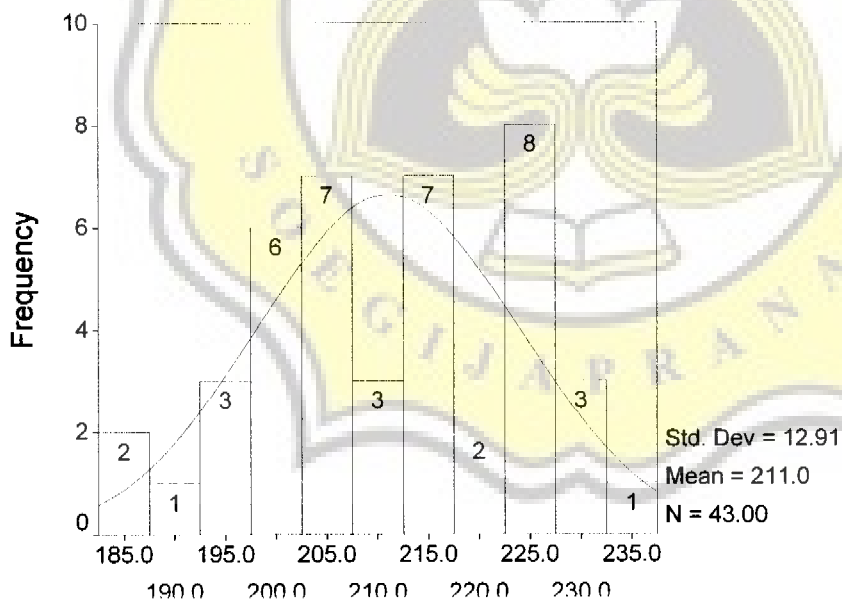 Frequency
10
8
6
4
2
0
2
1
3
6
7
3
7
2
8
3
1
Std. Dev = 12.91
Mean = 211.0
N = 43.00
185.0 195.0 205.0 215.0 225.0 235.0
190.0 200.0 210.0 220.0 230.0
SOEGIJAPRANA